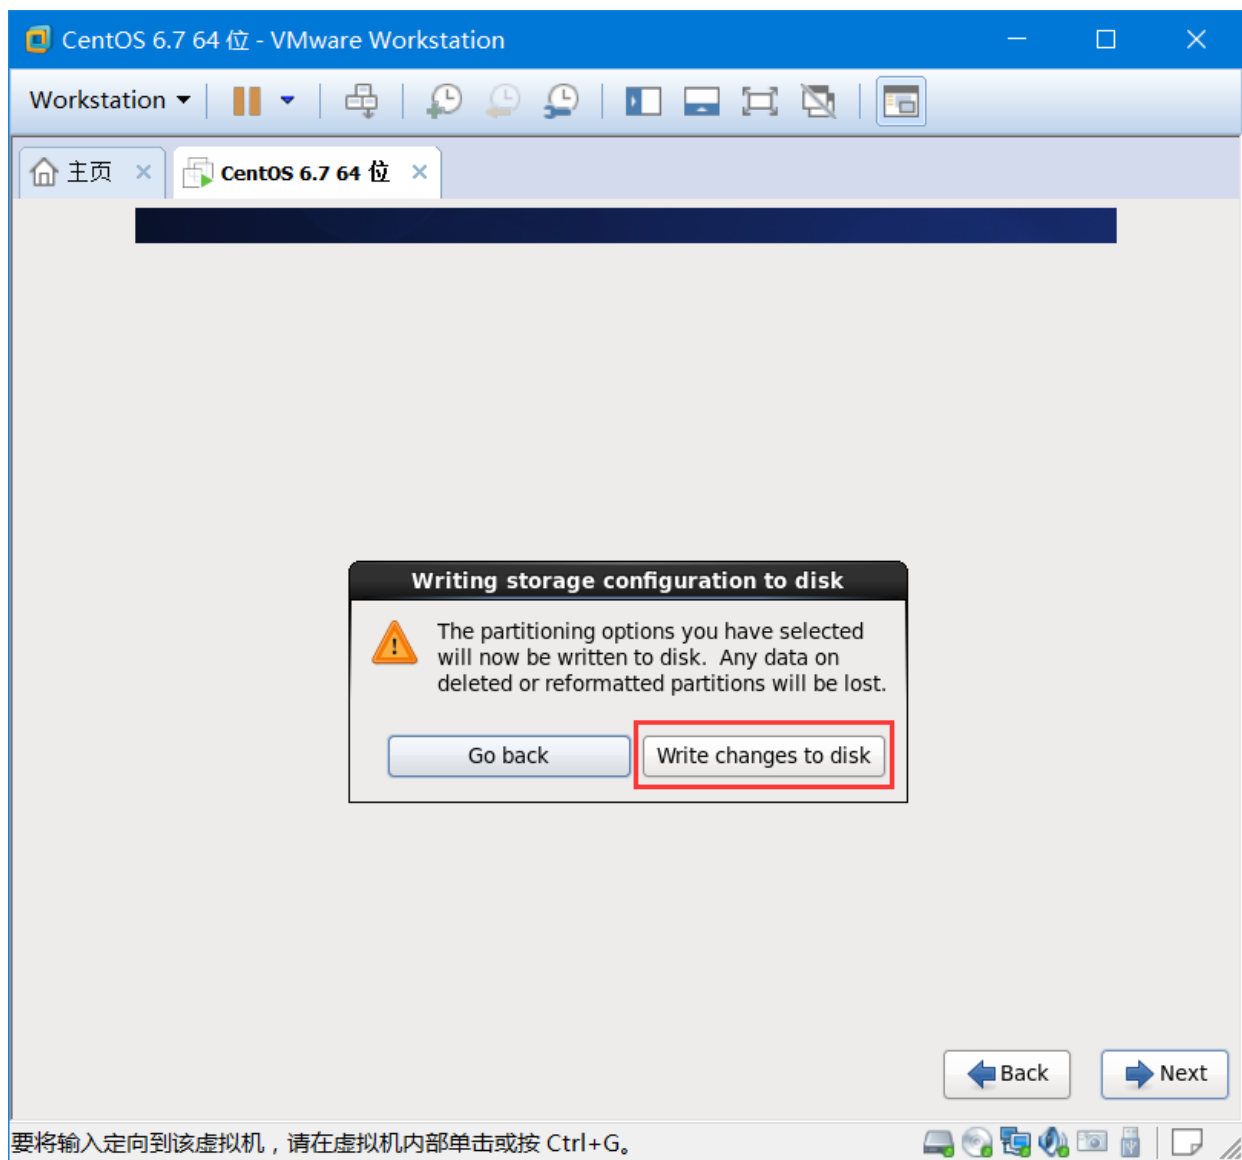 CentOS 6.7 64 位 - VMware Workstation
Workstation
主页
CentOS 6.7 64 位
Writing storage configuration to disk
The partitioning options you have selected
will now be written to disk. Any data on
deleted or reformatted partitions will be lost.
Go back
Write changes to disk
Back
Next
要将输入定向到该虚拟机，请在虚拟机内部单击或按 Ctrl+G。